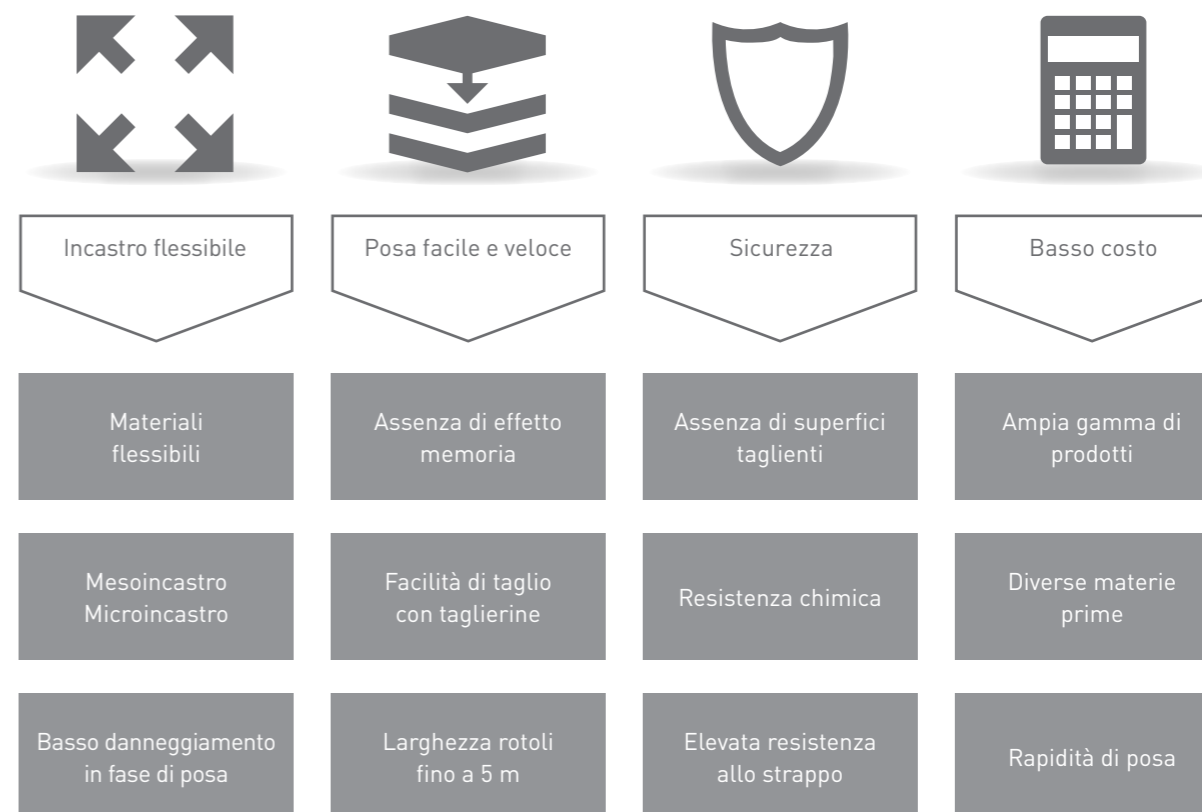 Incastro flessibile
Posa facile e veloce
Sicurezza
Basso costo
Materiali
flessibili
Assenza di effetto
memoria
Assenza di superfici
taglienti
Ampia gamma di
prodotti
Mesoincastro
Microincastro
Facilità di taglio
con taglierine
Resistenza chimica
Diverse materie
prime
Basso danneggiamento
in fase di posa
Larghezza rotoli
fino a 5 m
Elevata resistenza
allo strappo
Rapidità di posa